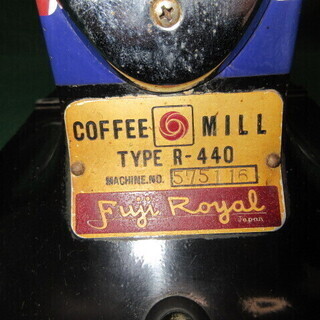 COFFEE MILL
TYPE R-440
MACHINE.NO. 575116
Fuji Royal
Japan